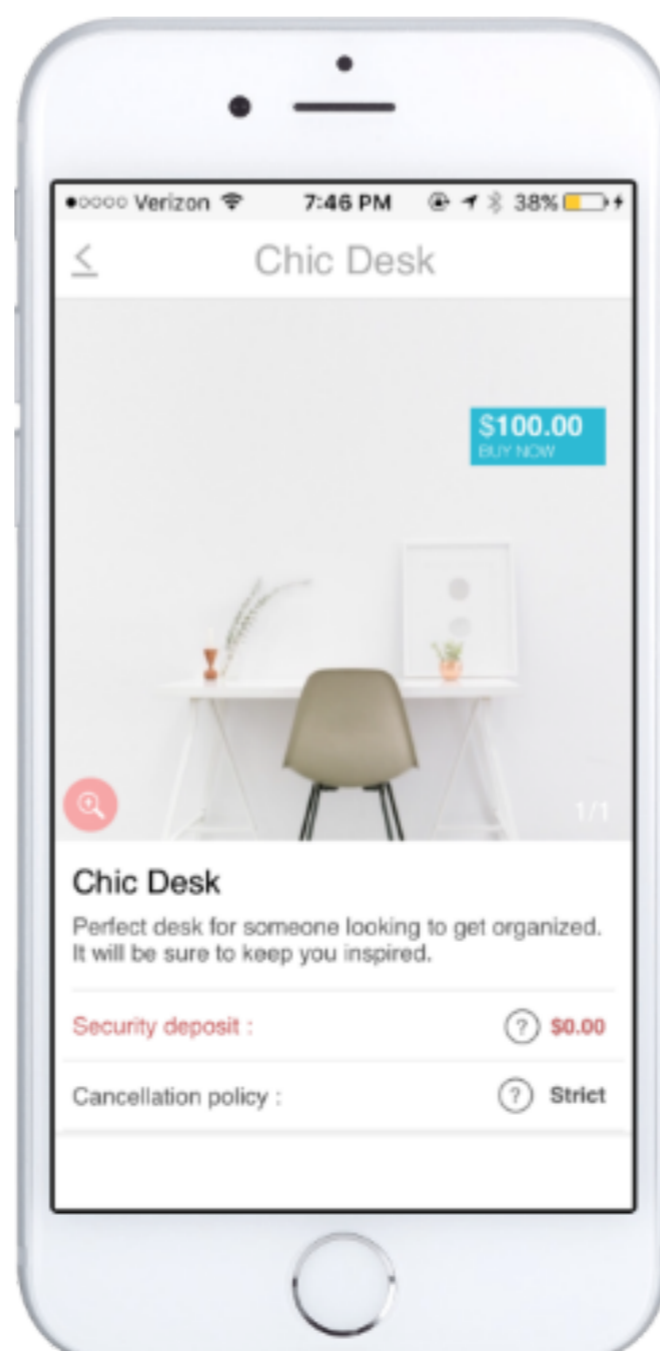 Verizon 7:46 PM 38%
Chic Desk
$100.00
BUY NOW
1/1
Chic Desk
Perfect desk for someone looking to get organized.
It will be sure to keep you inspired.
Security deposit : ? $0.00
Cancellation policy : ? Strict